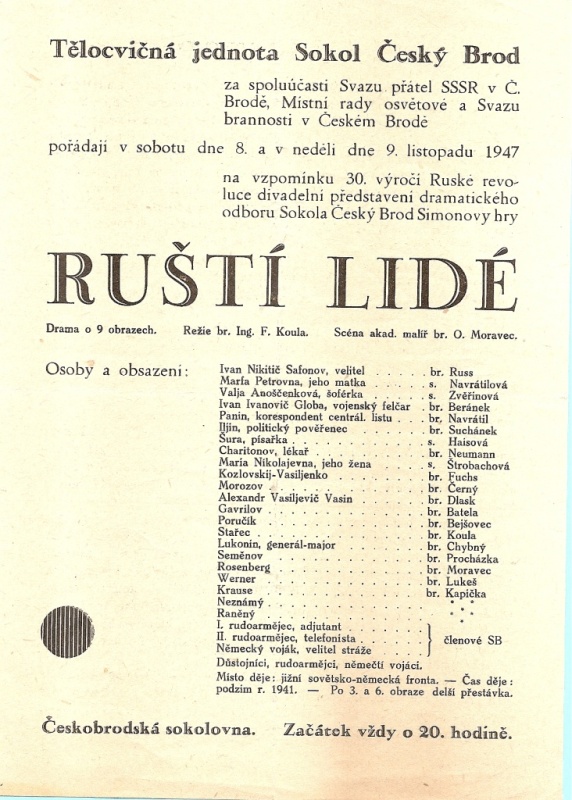 Tělocvičná jednota Sokol Český Brod
za spoluúčasti Svazu přátel SSSR v Č.
Brodě, Místní rady osvětové a Svazu
brannosti v Českém Brodě
pořádají v sobotu dne 8. a v neděli dne 9. listopadu 1947
na vzpomínku 30. výročí Ruské revo-
luce divadelní představení dramatického
odboru Sokola Český Brod Simonovy hry
RUŠTÍ LIDÉ
Drama o 9 obrazech. Režie br. Ing. F. Koula. Scéna akad. malíř br. O. Moravec.
Osoby a obsazení:
Ivan Nikitič Safonov, velitel . . . . . br. Russ
Marfa Petrovna, jeho matka . . . . . s. Navrátilová
Valja Anoščenková, šoférka . . . . . s. Zvěřinová
Ivan Ivanovič Globa, vojenský felčar . br. Beránek
Panin, korespondent centrál. listu . . . br. Navrátil
Iljin, politický pověřenec . . . . . br. Suchánek
Šura, písařka . . . . . s. Haisová
Charitonov, lékař . . . . . br. Neumann
Maria Nikolajevna, jeho žena . . . . . s. Štrobachová
Kozlovskij-Vasiljenko . . . . . br. Fuchs
Morozov . . . . . br. Černý
Alexandr Vasiljevič Vasin . . . . . br. Dlask
Gavrilov . . . . . br. Batela
Poručík . . . . . br. Bejšovec
Stařec . . . . . br. Koula
Lukonin, generál-major . . . . . br. Chybný
Seměnov . . . . . br. Procházka
Rosenberg . . . . . br. Moravec
Werner . . . . . br. Lukeš
Krause . . . . . br. Kapička
Neznámý . . . . . * * *
Raněný . . . . . * * *
I. rudoarmějec, adjutant . . . . .
II. rudoarmějec, telefonista . . . . . členové SB
Německý voják, velitel stráže . . . . .
Důstojníci, rudoarmějci, němečtí vojáci.
Místo děje: jižní sovětsko-německá fronta. — Čas děje:
podzim r. 1941. — Po 3. a 6. obraze delší přestávka.
Českobrodská sokolovna. Začátek vždy o 20. hodině.